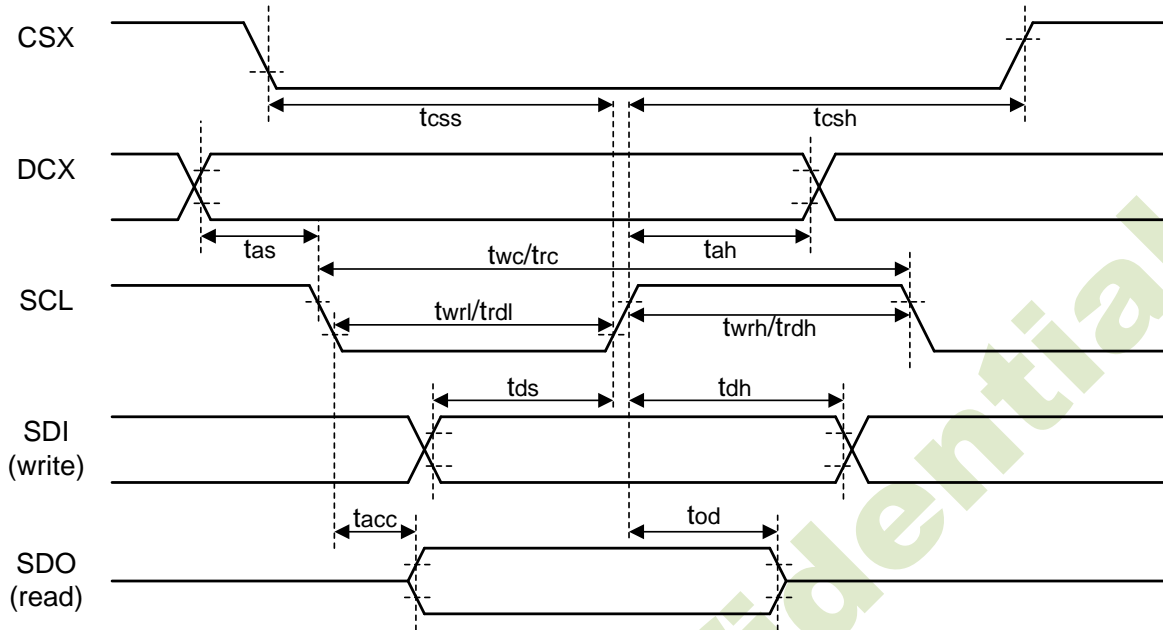 CSX
tcss
tcsh
DCX
tas
tah
twc/trc
SCL
twrl/trdl
twrh/trdh
tds
tdh
SDI
(write)
tacc
tod
SDO
(read)
idential